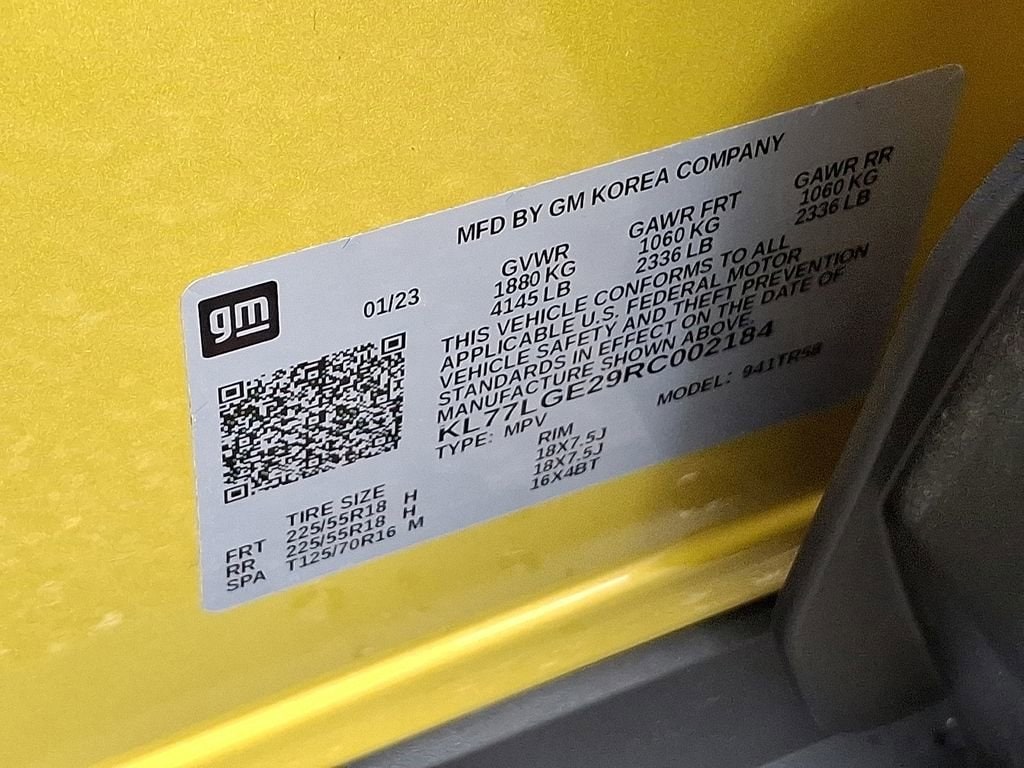 MFD BY GM KOREA COMPANY
gm
01/23
GVWR GAWR FRT GAWR RR
1880 KG 1060 KG 1060 KG
4145 LB 2336 LB 2336 LB
THIS VEHICLE CONFORMS TO ALL
APPLICABLE U.S. FEDERAL MOTOR
VEHICLE SAFETY AND THEFT PREVENTION
STANDARDS IN EFFECT ON THE DATE OF
MANUFACTURE SHOWN ABOVE.
KL77LGE29RC002184
TYPE: MPV MODEL: 941TR58
TIRE SIZE RIM
FRT 225/55R18 H 18X7.5J
RR 225/55R18 H 18X7.5J
SPA T125/70R16 M 16X4BT